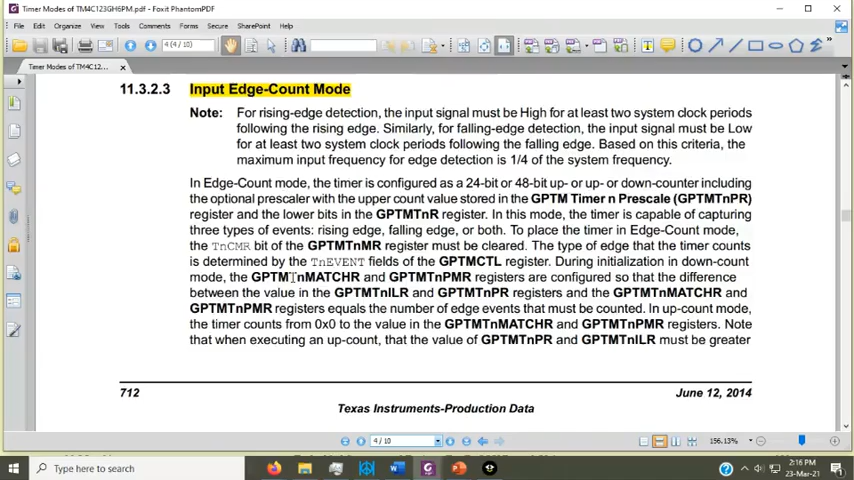 Timer Modes of TM4C123GH6PM.pdf - Foxit PhantomPDF
File Edit Organize View Tools Comments Forms Secure SharePoint Help
4 (4 / 10)
Timer Modes of TM4C12...
11.3.2.3 Input Edge-Count Mode
Note: For rising-edge detection, the input signal must be High for at least two system clock periods
following the rising edge. Similarly, for falling-edge detection, the input signal must be Low
for at least two system clock periods following the falling edge. Based on this criteria, the
maximum input frequency for edge detection is 1/4 of the system frequency.
In Edge-Count mode, the timer is configured as a 24-bit or 48-bit up- or up- or down-counter including
the optional prescaler with the upper count value stored in the GPTM Timer n Prescale (GPTMTnPR)
register and the lower bits in the GPTMTnR register. In this mode, the timer is capable of capturing
three types of events: rising edge, falling edge, or both. To place the timer in Edge-Count mode,
the TnCMR bit of the GPTMTnMR register must be cleared. The type of edge that the timer counts
is determined by the TnEVENT fields of the GPTMCTL register. During initialization in down-count
mode, the GPTMTnMATCHR and GPTMTnPMR registers are configured so that the difference
between the value in the GPTMTnILR and GPTMTnPR registers and the GPTMTnMATCHR and
GPTMTnPMR registers equals the number of edge events that must be counted. In up-count mode,
the timer counts from 0x0 to the value in the GPTMTnMATCHR and GPTMTnPMR registers. Note
that when executing an up-count, that the value of GPTMTnPR and GPTMTnILR must be greater
712 June 12, 2014
Texas Instruments-Production Data
4 / 10 156.13%
Type here to search
2:16 PM
23-Mar-21